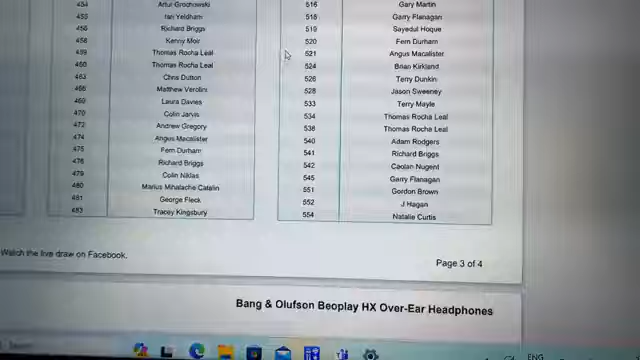 454 Artur Grochowski
455 Ian Yeldham
456 Richard Briggs
458 Kenny Moir
459 Thomas Rocha Leal
460 Thomas Rocha Leal
463 Chris Dutton
466 Matthew Verolini
469 Laura Davies
470 Colin Jarvis
472 Andrew Gregory
474 Angus Macalister
475 Fern Durham
476 Richard Briggs
479 Colin Niklas
480 Marius Mihalache Catalin
481 George Fleck
483 Tracey Kingsbury
516 Gary Martin
518 Garry Flanagan
519 Sayedul Hoque
520 Fern Durham
521 Angus Macalister
524 Brian Kirkland
526 Terry Dunkin
528 Jason Sweeney
533 Terry Mayle
534 Thomas Rocha Leal
538 Thomas Rocha Leal
540 Adam Rodgers
541 Richard Briggs
542 Caolan Nugent
545 Garry Flanagan
551 Gordon Brown
552 J Hagan
554 Natalie Curtis
Watch the live draw on Facebook.
Page 3 of 4
Bang & Olufson Beoplay HX Over-Ear Headphones
ENG